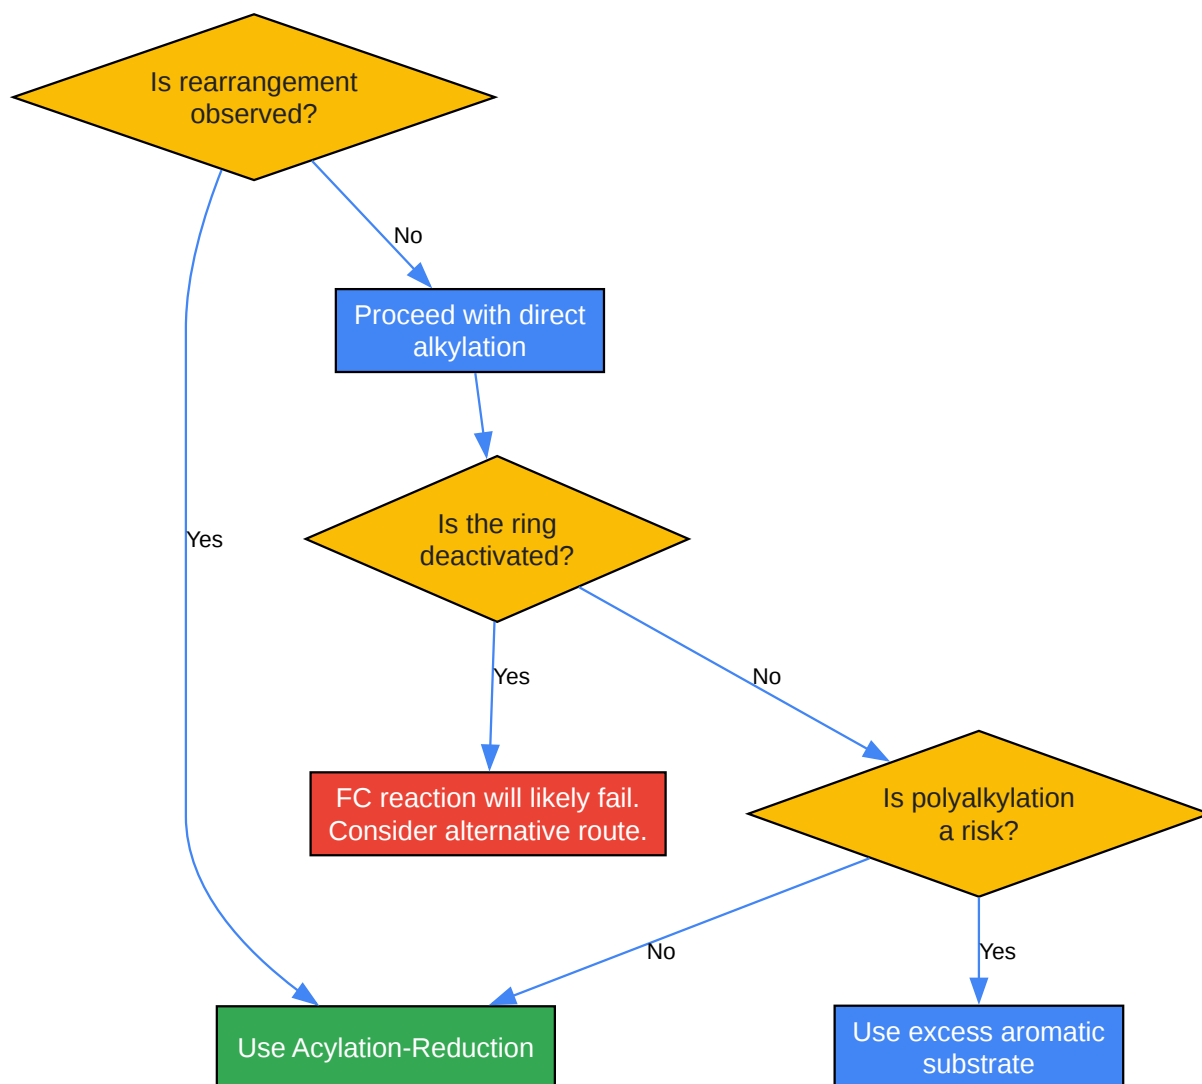 Is rearrangement
observed?
No
Proceed with direct
alkylation
Is the ring
deactivated?
Yes
Yes
No
FC reaction will likely fail.
Consider alternative route.
Is polyalkylation
a risk?
No
Yes
Use Acylation-Reduction
Use excess aromatic
substrate